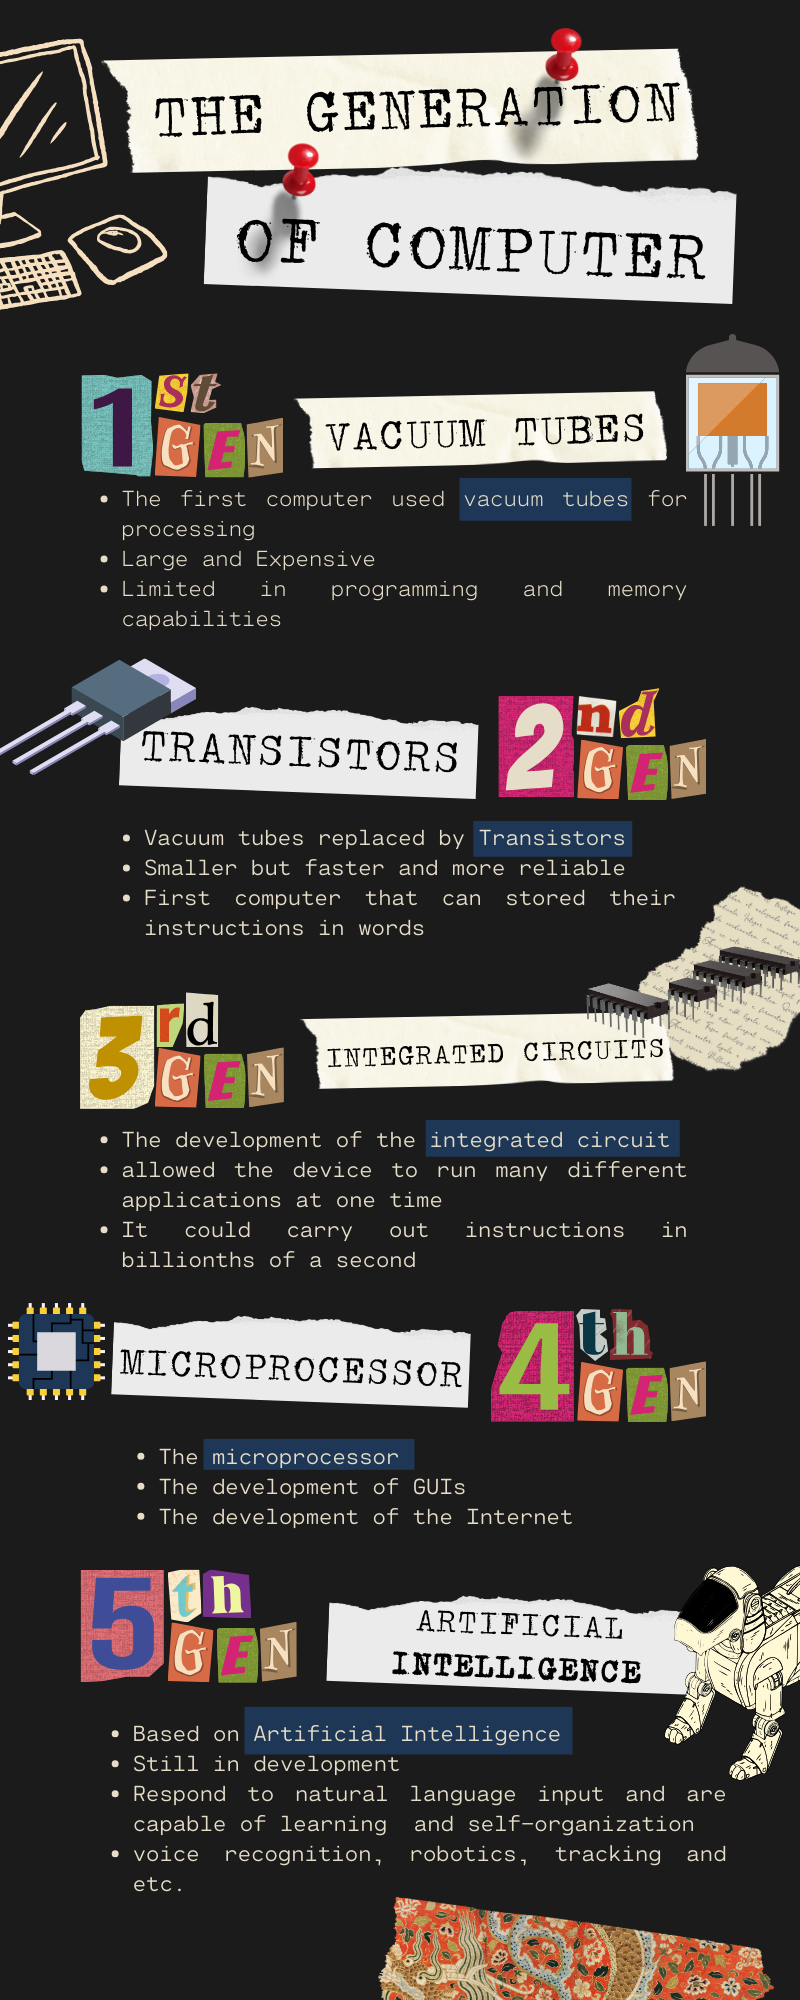 THE GENERATION
OF COMPUTER
1st
GEN
VACUUM TUBES
• The first computer used vacuum tubes for
processing
• Large and Expensive
• Limited in programming and memory
capabilities
TRANSISTORS
2nd
GEN
• Vacuum tubes replaced by Transistors
• Smaller but faster and more reliable
• First computer that can stored their
instructions in words
3rd
GEN
INTEGRATED CIRCUITS
• The development of the integrated circuit
• allowed the device to run many different
applications at one time
• It could carry out instructions in
billionths of a second
MICROPROCESSOR
4th
GEN
• The microprocessor
• The development of GUIs
• The development of the Internet
5th
GEN
ARTIFICIAL
INTELLIGENCE
• Based on Artificial Intelligence
• Still in development
• Respond to natural language input and are
capable of learning and self-organization
• voice recognition, robotics, tracking and
etc.